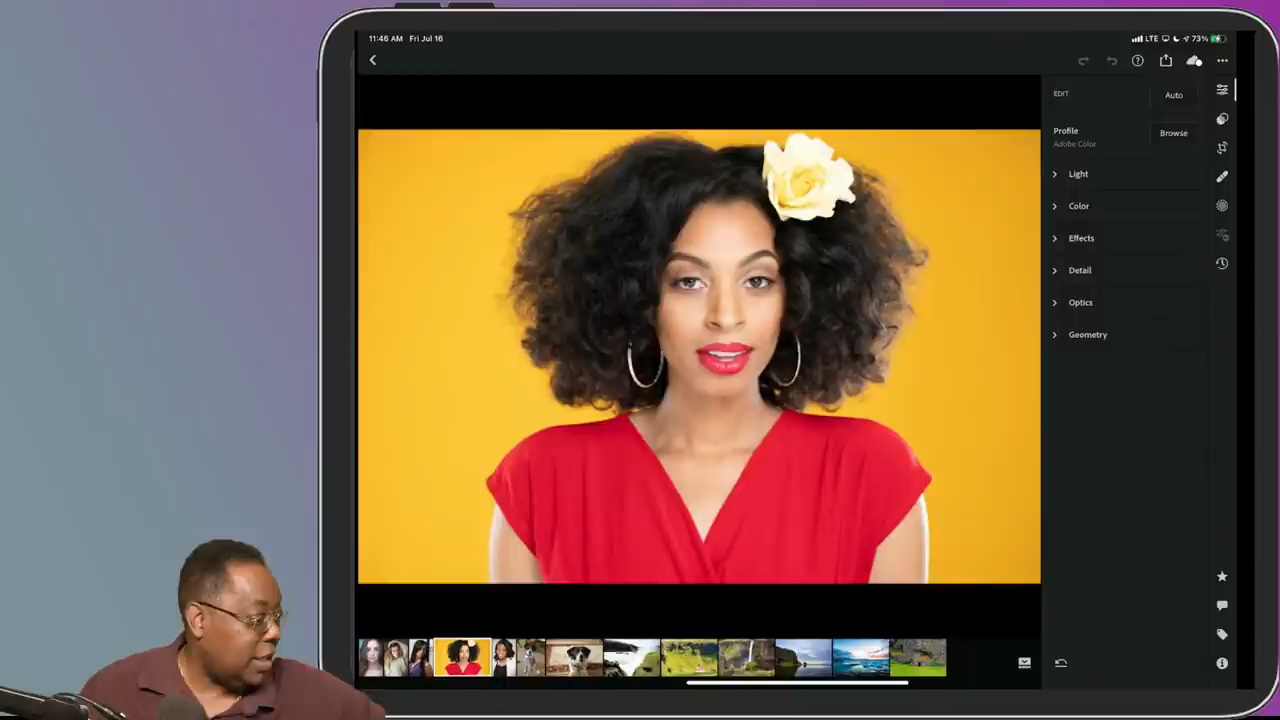 11:46 AM Fri Jul 16
LTE 73%
EDIT
Auto
Profile
Adobe Color
Browse
Light
Color
Effects
Detail
Optics
Geometry